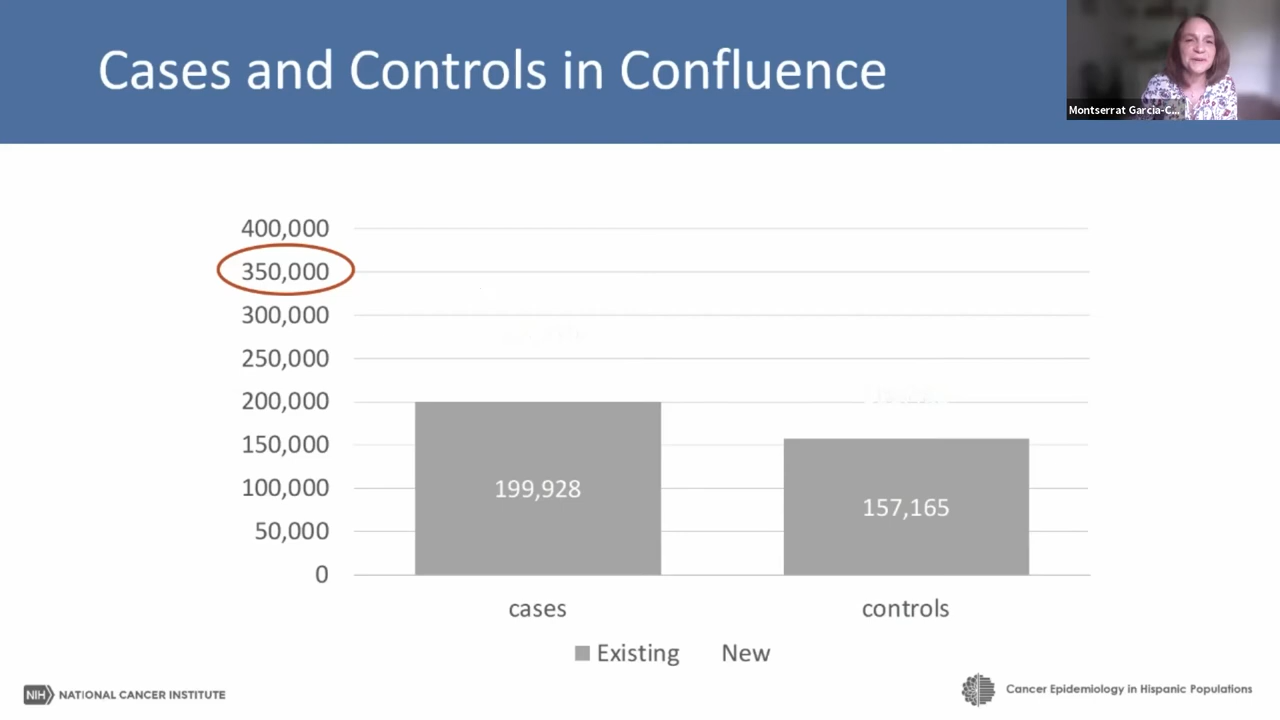 Cases and Controls in Confluence
Montserrat Garcia-C...
400,000
350,000
300,000
250,000
200,000
150,000
100,000
50,000
0
199,928
157,165
cases
controls
Existing
New
NIH NATIONAL CANCER INSTITUTE
Cancer Epidemiology in Hispanic Populations